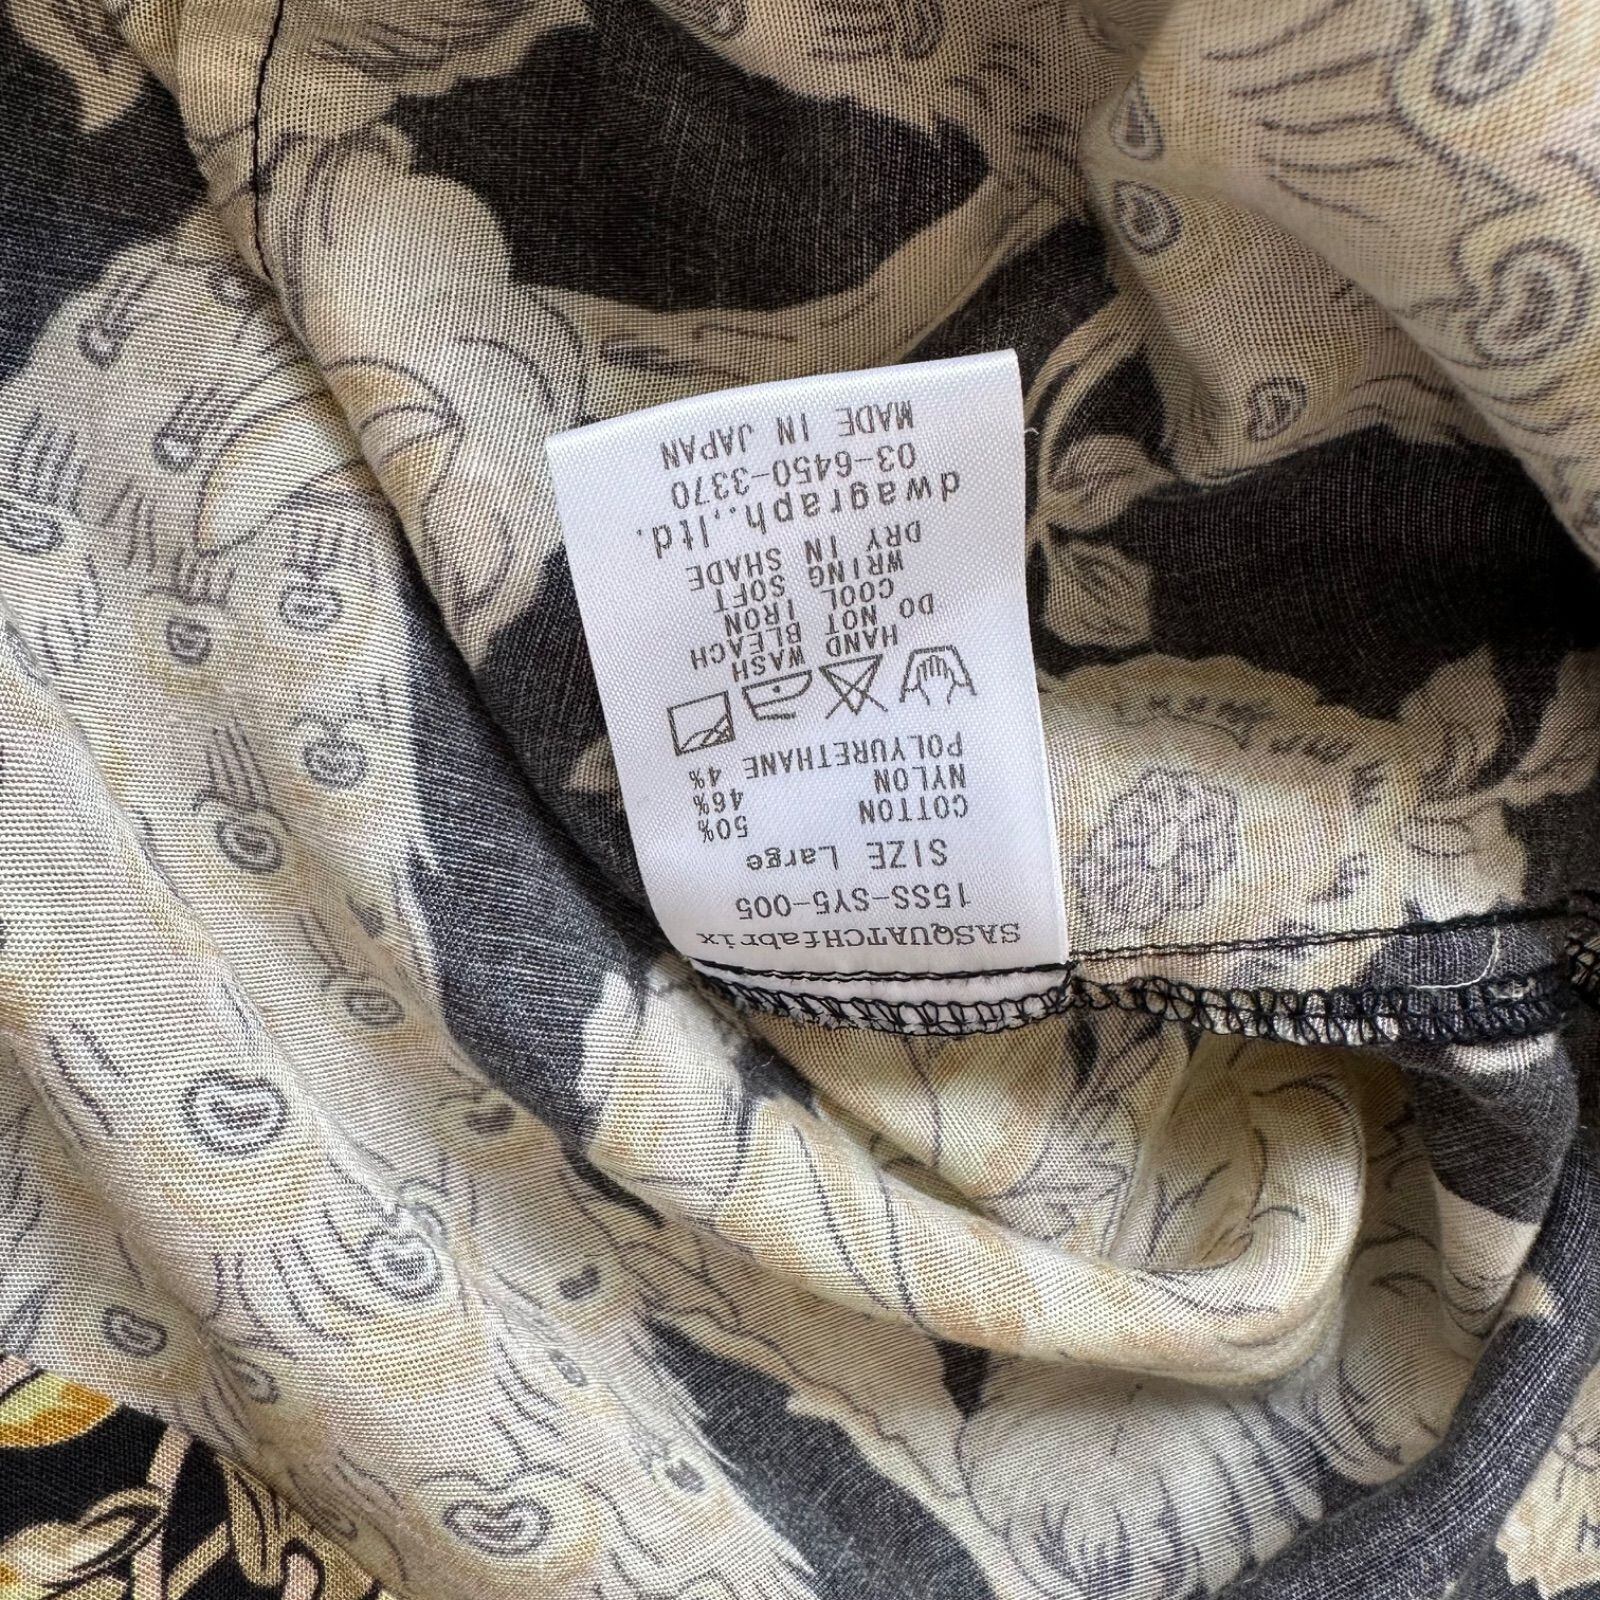 SASQUATCHfabrix
15SS-SY5-005
SIZE Large
COTTON 50%
NYLON 46%
POLYURETHANE 4%
HAND WASH
DO NOT BLEACH
COOL IRON
WRING SOFT
DRY IN SHADE
dwagraph.,ltd.
03-6450-3370
MADE IN JAPAN